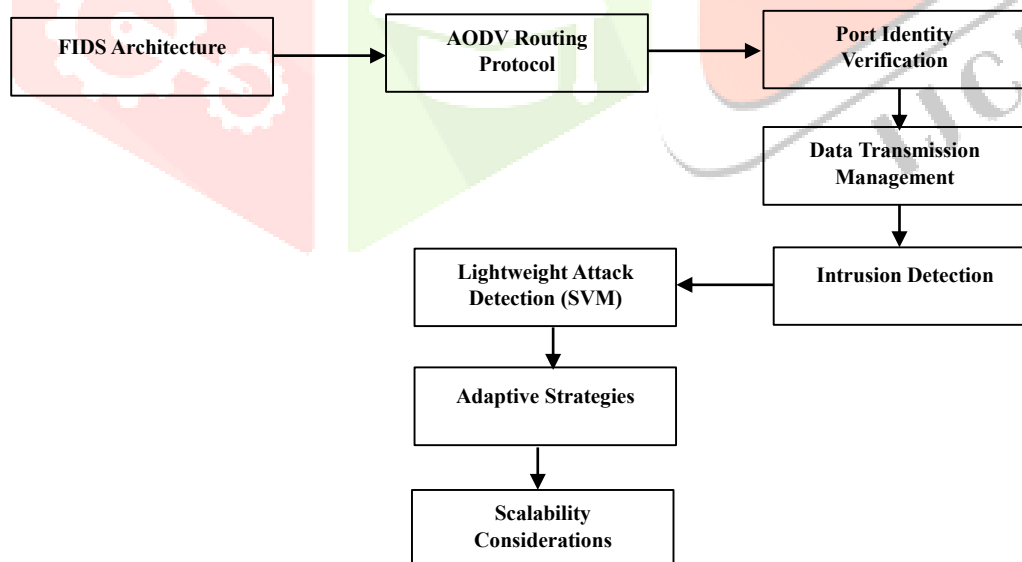 FIDS Architecture
AODV Routing
Protocol
Port Identity
Verification
Data Transmission
Management
Intrusion Detection
Lightweight Attack
Detection (SVM)
Adaptive Strategies
Scalability
Considerations